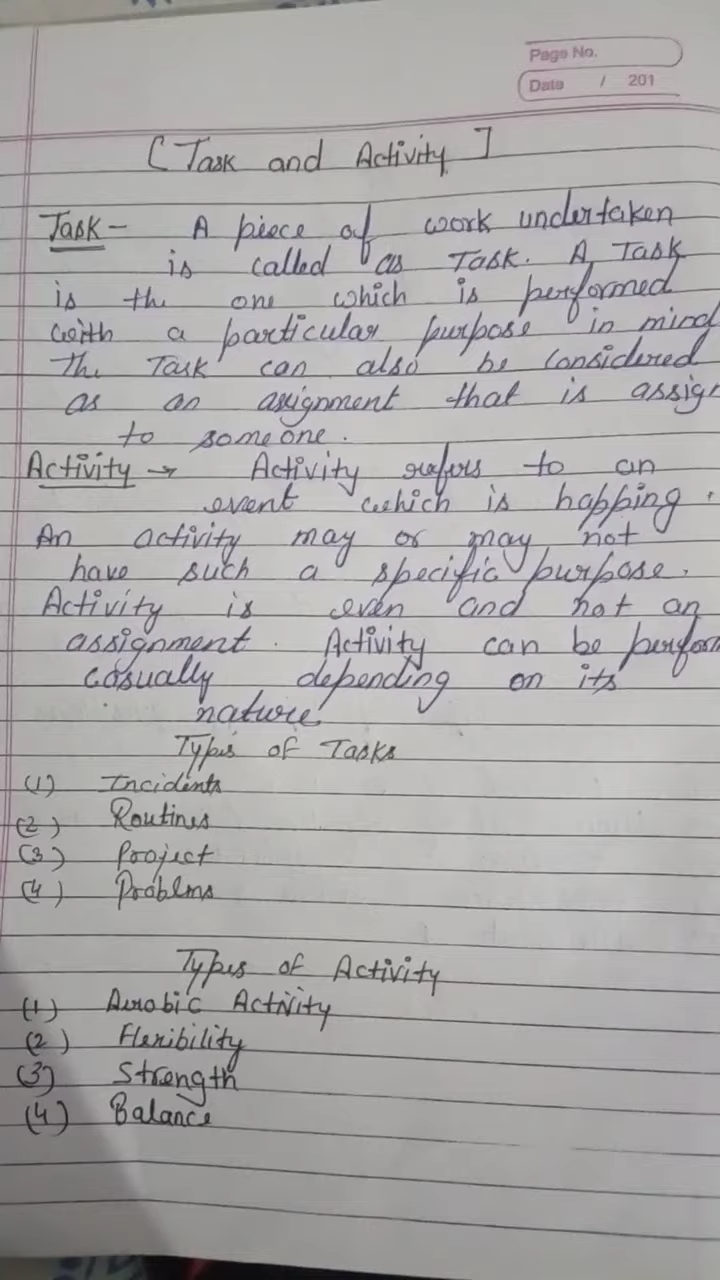 Page No.
Date / 201
[Task and Activity]
Task - A piece of work undertaken
is called as Task. A Task
is the one which is performed
with a particular purpose in mind
The Task can also be considered
as an assignment that is assign
to someone.
Activity → Activity refers to an
event which is happing.
An activity may or may not
have such a specific purpose.
Activity is even and not an
assignment. Activity can be perform
casually depending on its
nature.
Types of Tasks
(1) Incidents
(2) Routines
(3) Project
(4) Problms
Types of Activity
(1) Aerobic Activity
(2) Flexibility
(3) Strength
(4) Balance